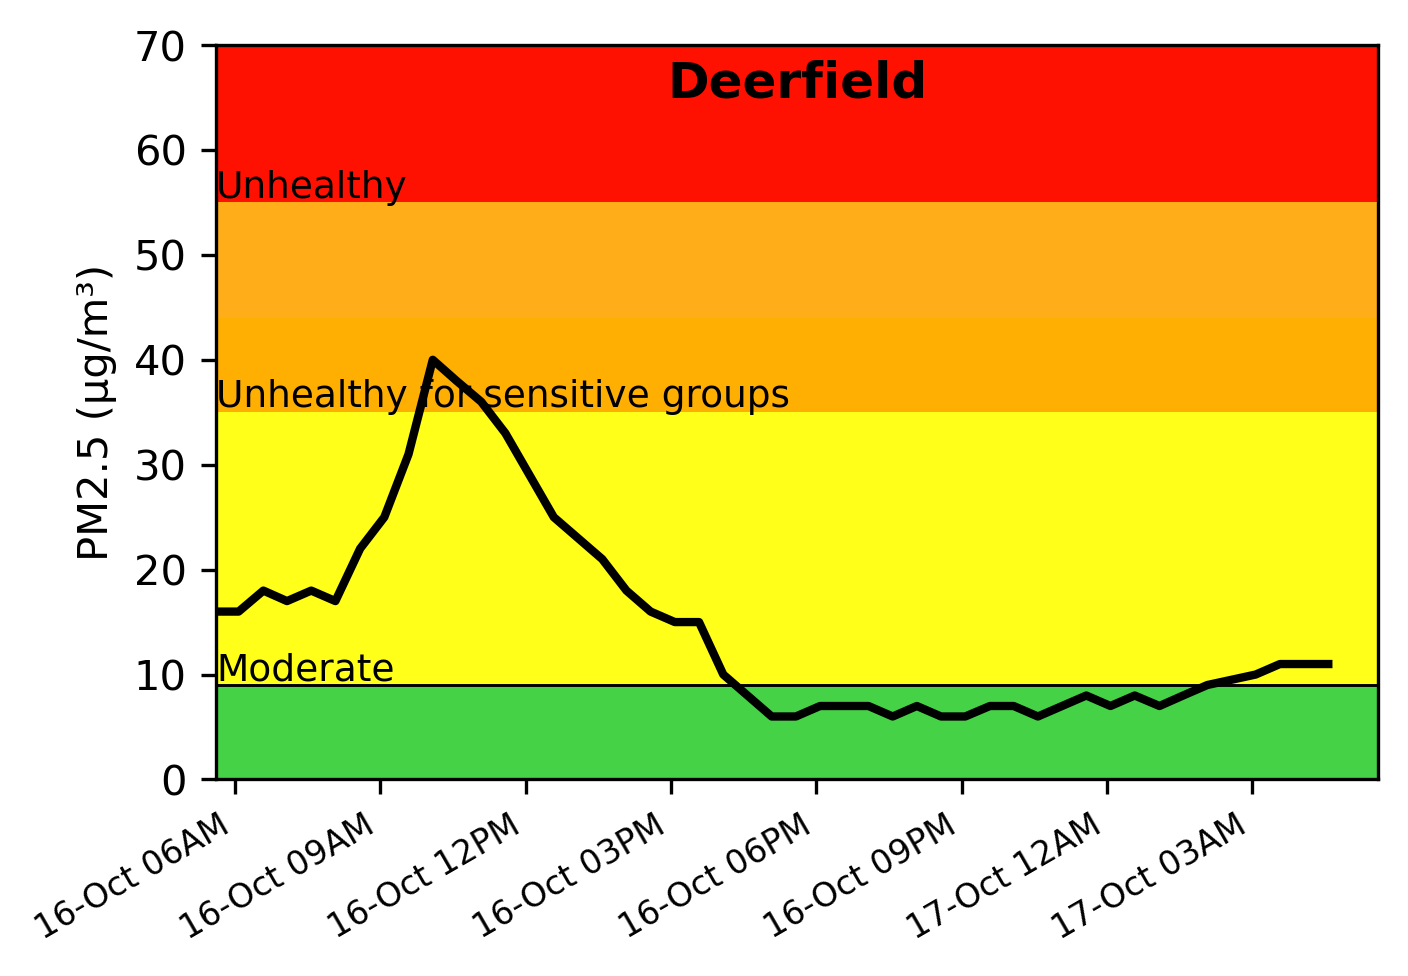 Deerfield
PM2.5 (µg/m³)
70
60
50
40
30
20
10
0
Unhealthy
Unhealthy for sensitive groups
Moderate
16-Oct 06AM
16-Oct 09AM
16-Oct 12PM
16-Oct 03PM
16-Oct 06PM
16-Oct 09PM
17-Oct 12AM
17-Oct 03AM